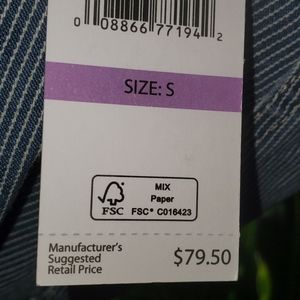 0 08866 77194 2
SIZE: S
MIX
Paper
FSC
FSC® C016423
Manufacturer's
Suggested
Retail Price
$79.50